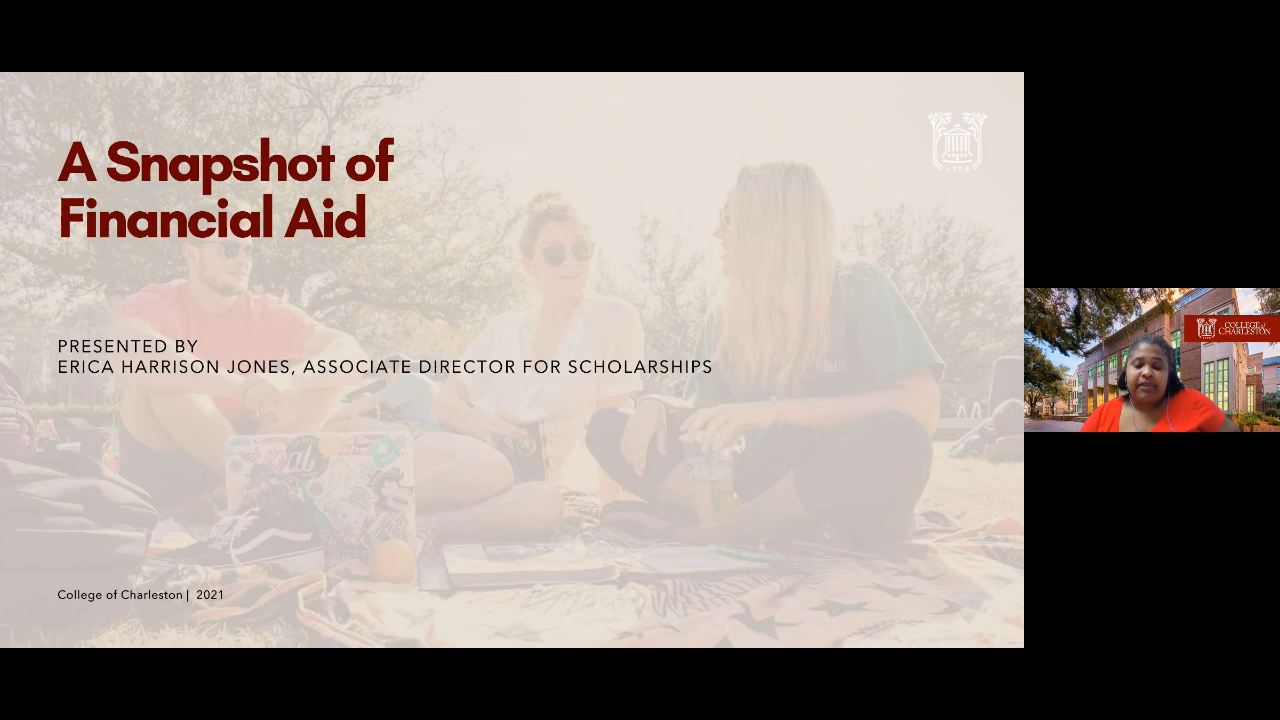 A Snapshot of
Financial Aid
PRESENTED BY
ERICA HARRISON JONES, ASSOCIATE DIRECTOR FOR SCHOLARSHIPS
College of Charleston | 2021
1770
COLLEGE of
CHARLESTON